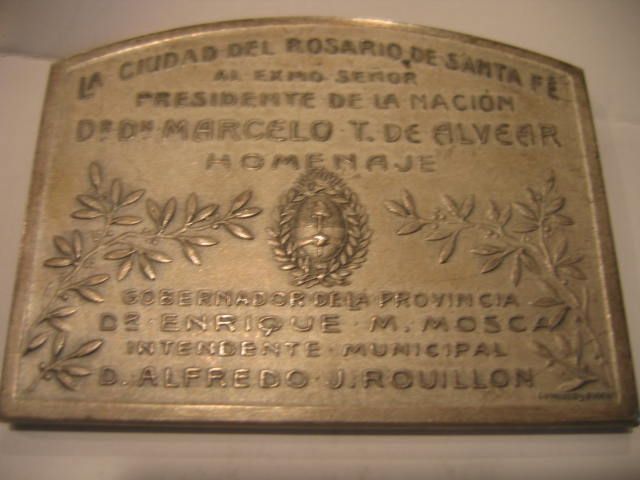 LA CIUDAD DEL ROSARIO DE SANTA FÉ
AL EXMO SEÑOR
PRESIDENTE DE LA NACIÓN
DR. DN. MARCELO · T. DE ALVEAR
HOMENAJE
GOBERNADOR DE LA PROVINCIA
DR · ENRIQUE · M. MOSCA
INTENDENTE · MUNICIPAL
D. ALFREDO · J. ROUILLON